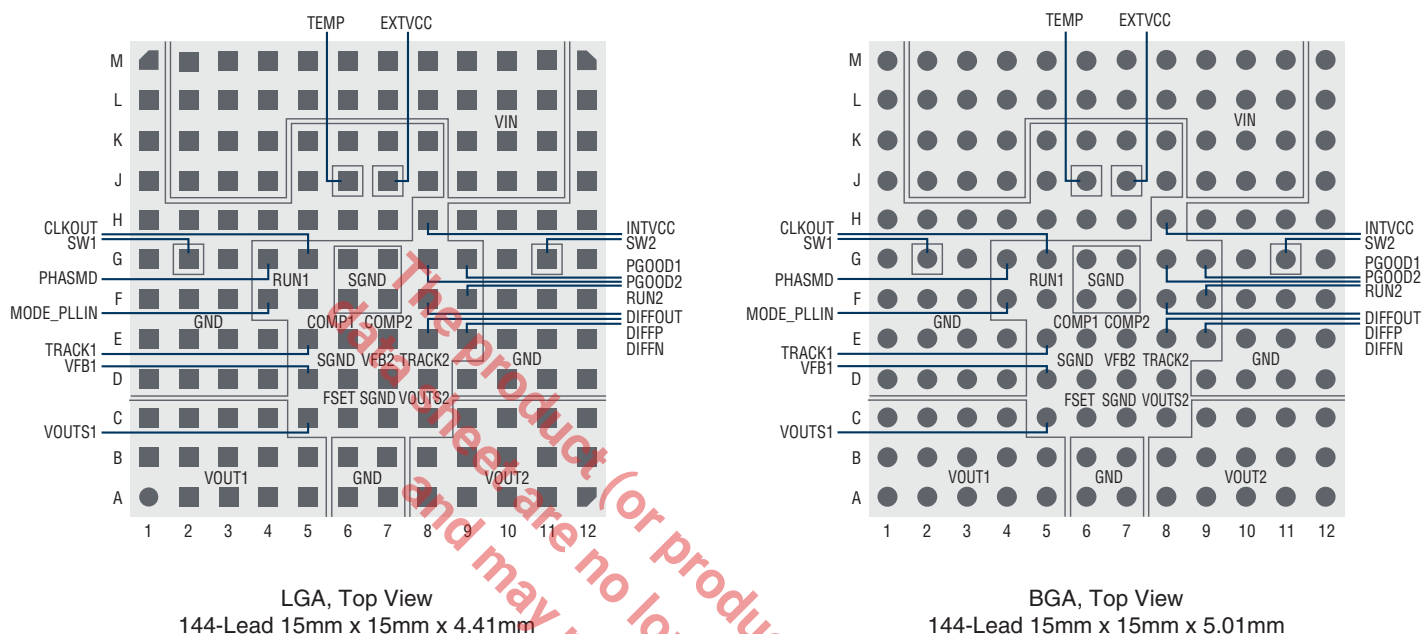 TEMP EXTVCC
M
L
VIN
K
J
H
CLKOUT
INTVCC
SW1
SW2
G
PGOOD1
PHASMD
RUN1 SGND
PGOOD2
RUN2
F
MODE_PLLIN
GND
COMP1 COMP2
DIFFOUT
E
DIFFP
TRACK1
DIFFN
SGND VFB2 TRACK2
GND
VFB1
D
FSET SGND VOUTS2
C
VOUTS1
B
VOUT1 GND VOUT2
A
1 2 3 4 5 6 7 8 9 10 11 12
LGA, Top View
144-Lead 15mm x 15mm x 4.41mm
TEMP EXTVCC
M
L
VIN
K
J
H
CLKOUT
INTVCC
SW1
SW2
G
PGOOD1
PHASMD
RUN1 SGND
PGOOD2
RUN2
F
MODE_PLLIN
GND
COMP1 COMP2
DIFFOUT
E
DIFFP
TRACK1
DIFFN
SGND VFB2 TRACK2
GND
VFB1
D
FSET SGND VOUTS2
C
VOUTS1
B
VOUT1 GND VOUT2
A
1 2 3 4 5 6 7 8 9 10 11 12
BGA, Top View
144-Lead 15mm x 15mm x 5.01mm
The product (or produc
data sheet are no lo
and may